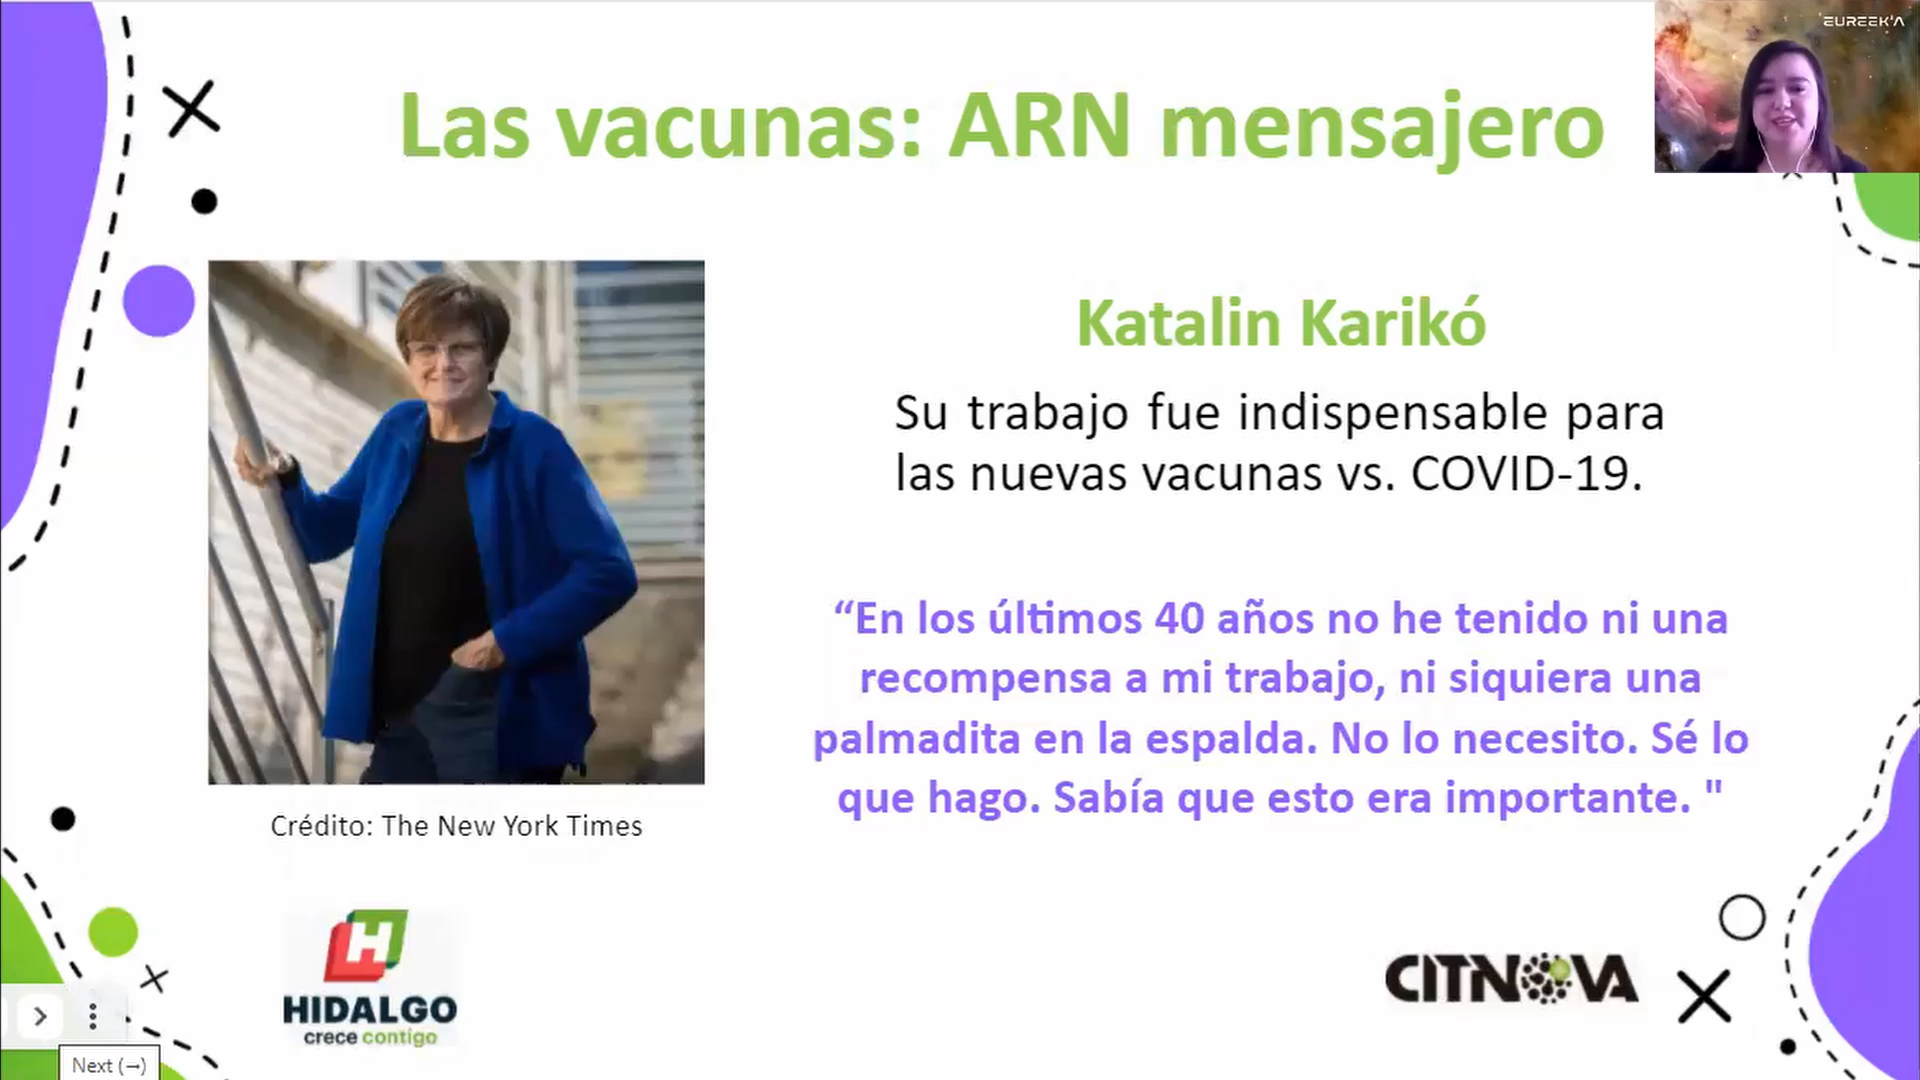 EUREEK'A
Las vacunas: ARN mensajero
Katalin Karikó
Su trabajo fue indispensable para
las nuevas vacunas vs. COVID-19.
“En los últimos 40 años no he tenido ni una
recompensa a mi trabajo, ni siquiera una
palmadita en la espalda. No lo necesito. Sé lo
que hago. Sabía que esto era importante. "
Crédito: The New York Times
H
HIDALGO
crece contigo
CITNOVA
Next (→)